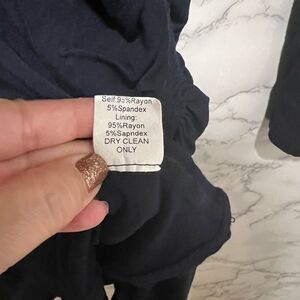 Self:95%Rayon
5%Spandex
Lining:
95%Rayon
5%Sapndex
DRY CLEAN
ONLY